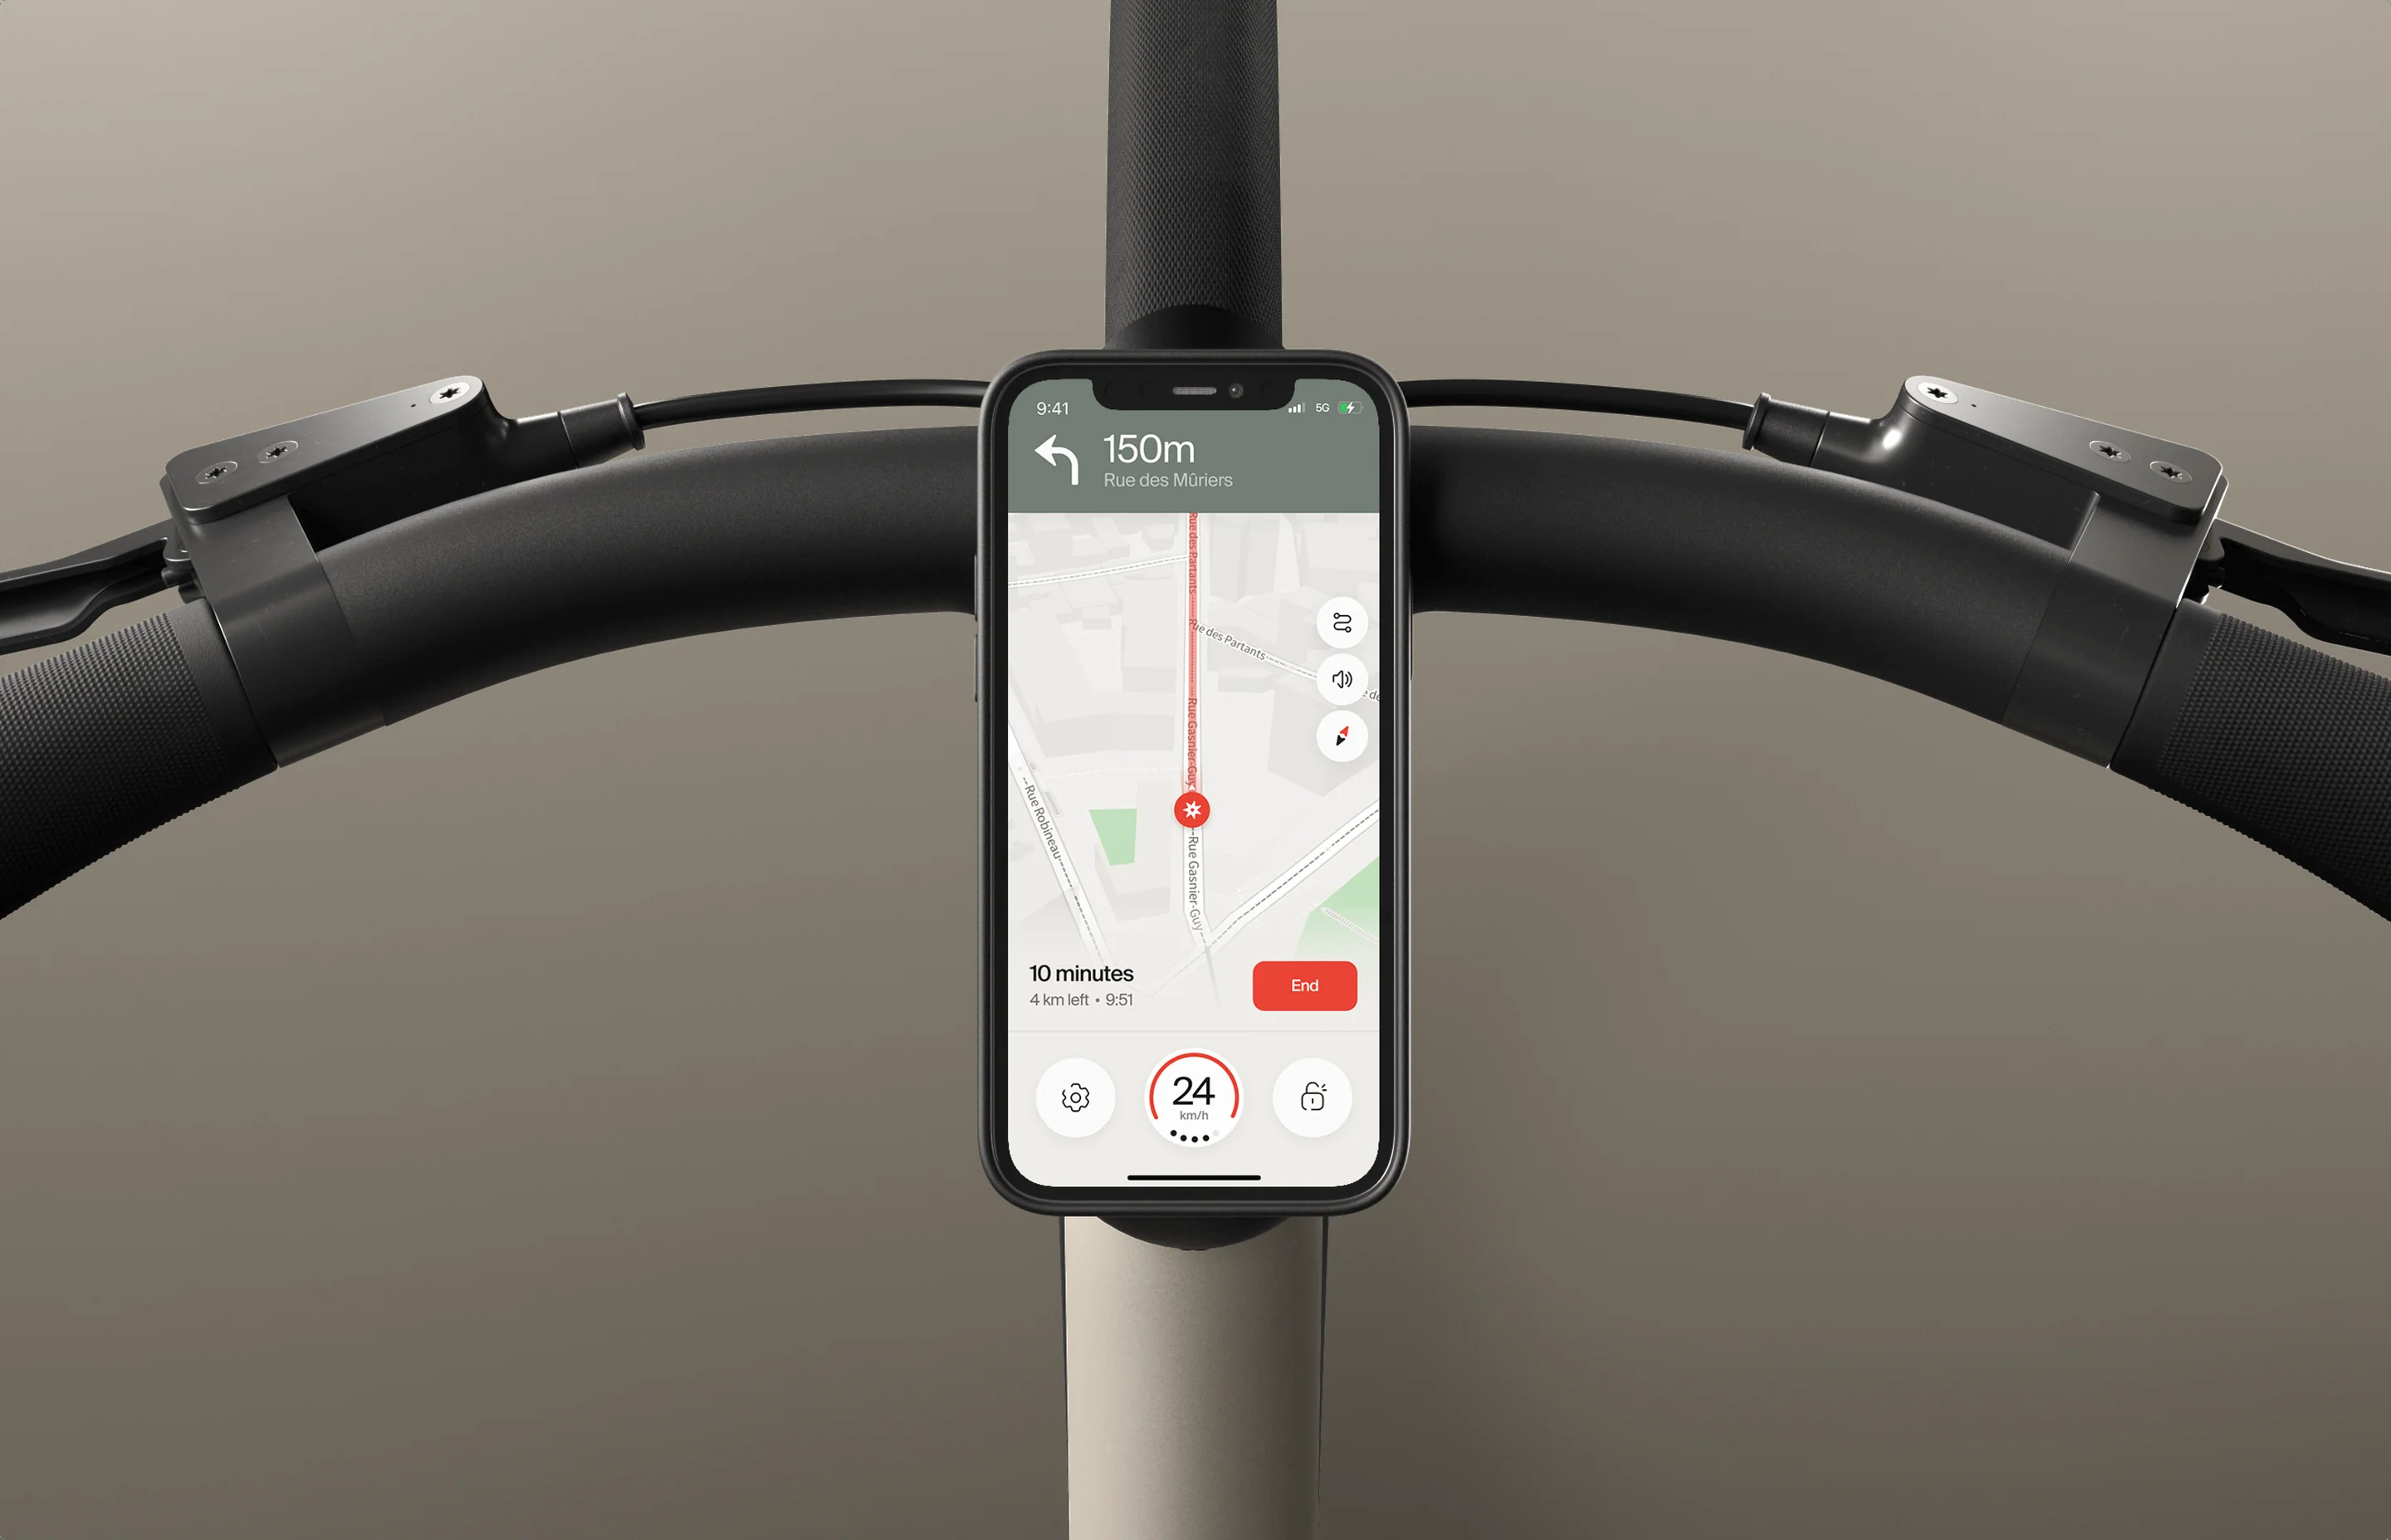 9:41
5G
150m
Rue des Mûriers
Rue des Partants
Rue des Partants
Rue Gasnier-Guy
Rue Robineau
Rue Gasnier-Guy
10 minutes
4 km left • 9:51
End
24
km/h